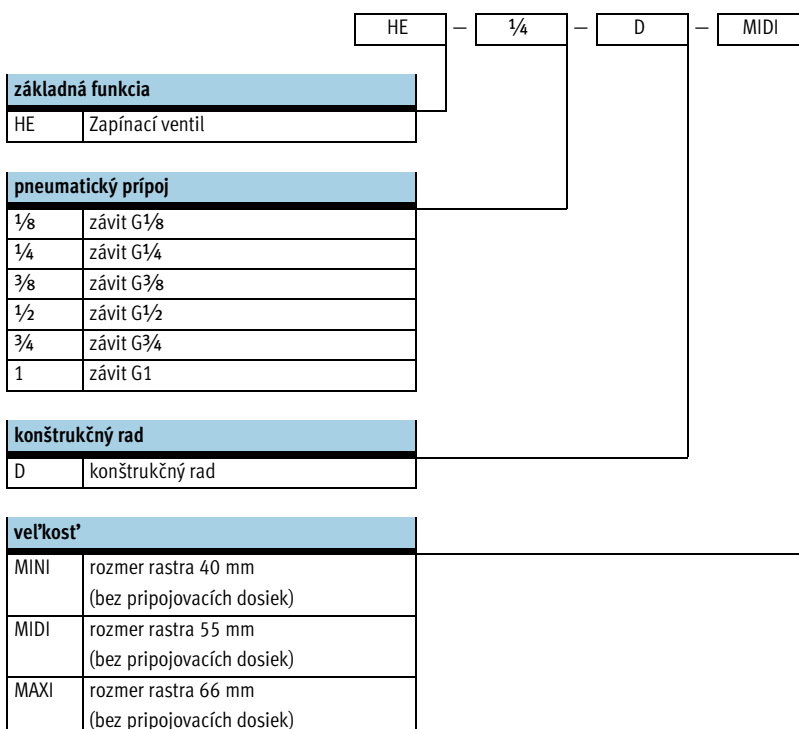 HE – ¼ – D – MIDI
základná funkcia
HE Zapínací ventil
pneumatický prípoj
⅛ závit G⅛
¼ závit G¼
⅜ závit G⅜
½ závit G½
¾ závit G¾
1 závit G1
konštrukčný rad
D konštrukčný rad
veľkosť
MINI rozmer rastra 40 mm
(bez pripojovacích dosiek)
MIDI rozmer rastra 55 mm
(bez pripojovacích dosiek)
MAXI rozmer rastra 66 mm
(bez pripojovacích dosiek)